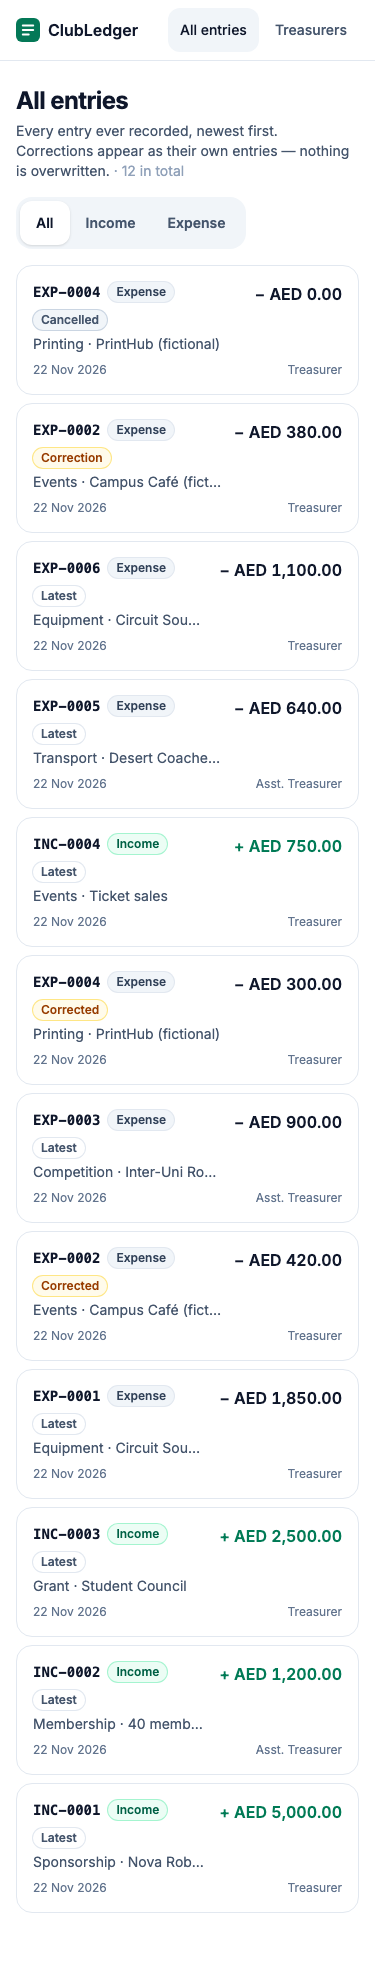 ClubLedger
All entries
Treasurers
All entries
Every entry ever recorded, newest first.
Corrections appear as their own entries — nothing
is overwritten. · 12 in total
All
Income
Expense
EXP-0004 Expense − AED 0.00
Cancelled
Printing · PrintHub (fictional)
22 Nov 2026 Treasurer
EXP-0002 Expense − AED 380.00
Correction
Events · Campus Café (fict...
22 Nov 2026 Treasurer
EXP-0006 Expense − AED 1,100.00
Latest
Equipment · Circuit Sou...
22 Nov 2026 Treasurer
EXP-0005 Expense − AED 640.00
Latest
Transport · Desert Coache...
22 Nov 2026 Asst. Treasurer
INC-0004 Income + AED 750.00
Latest
Events · Ticket sales
22 Nov 2026 Treasurer
EXP-0004 Expense − AED 300.00
Corrected
Printing · PrintHub (fictional)
22 Nov 2026 Treasurer
EXP-0003 Expense − AED 900.00
Latest
Competition · Inter-Uni Ro...
22 Nov 2026 Asst. Treasurer
EXP-0002 Expense − AED 420.00
Corrected
Events · Campus Café (fict...
22 Nov 2026 Treasurer
EXP-0001 Expense − AED 1,850.00
Latest
Equipment · Circuit Sou...
22 Nov 2026 Treasurer
INC-0003 Income + AED 2,500.00
Latest
Grant · Student Council
22 Nov 2026 Treasurer
INC-0002 Income + AED 1,200.00
Latest
Membership · 40 memb...
22 Nov 2026 Asst. Treasurer
INC-0001 Income + AED 5,000.00
Latest
Sponsorship · Nova Rob...
22 Nov 2026 Treasurer